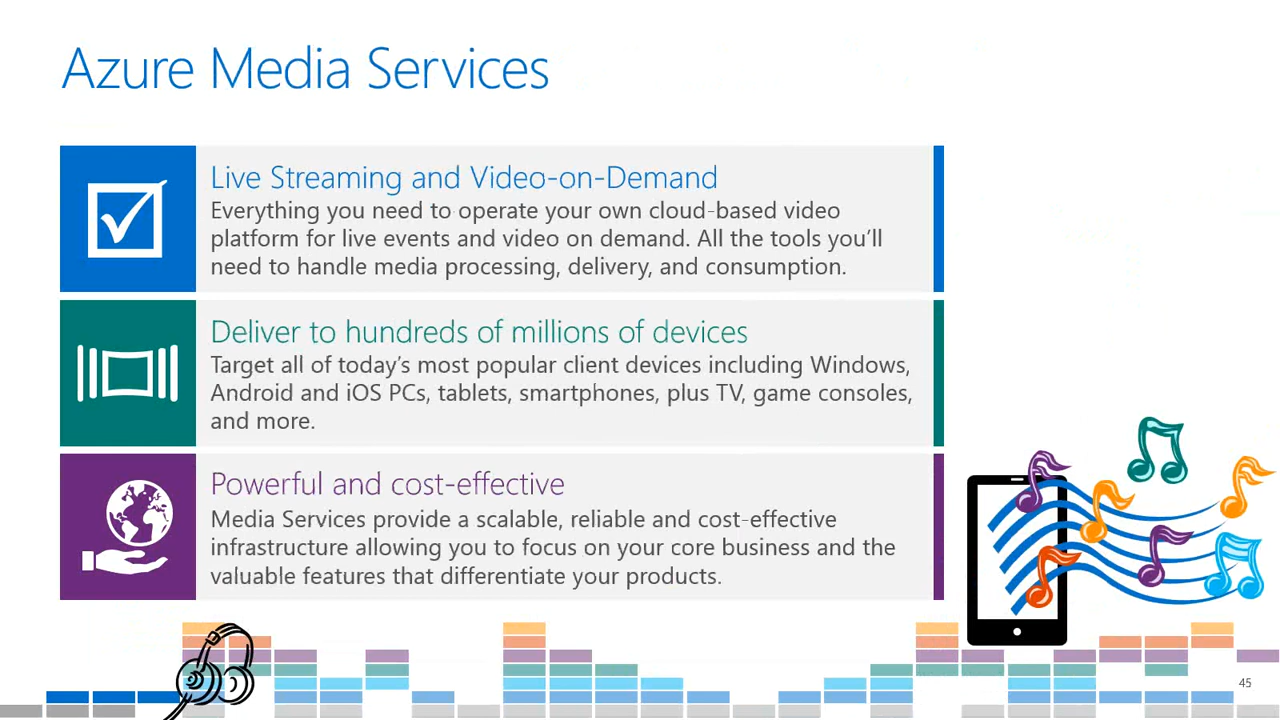 Azure Media Services
Live Streaming and Video-on-Demand
Everything you need to operate your own cloud-based video
platform for live events and video on demand. All the tools you’ll
need to handle media processing, delivery, and consumption.
Deliver to hundreds of millions of devices
Target all of today’s most popular client devices including Windows,
Android and iOS PCs, tablets, smartphones, plus TV, game consoles,
and more.
Powerful and cost-effective
Media Services provide a scalable, reliable and cost-effective
infrastructure allowing you to focus on your core business and the
valuable features that differentiate your products.
45